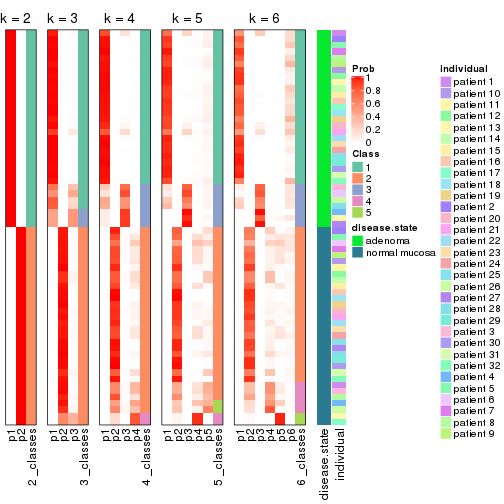 k = 2
k = 3
k = 4
k = 5
k = 6
p1
p2
2_classes
p1
p2
p3
3_classes
p1
p2
p3
p4
4_classes
p1
p2
p3
p4
p5
5_classes
p1
p2
p3
p4
p5
p6
6_classes
disease.state
individual
Prob
1
0.8
0.6
0.4
0.2
0
Class
1
2
3
4
5
disease.state
adenoma
normal mucosa
individual
patient 1
patient 10
patient 11
patient 12
patient 13
patient 14
patient 15
patient 16
patient 17
patient 18
patient 19
patient 2
patient 20
patient 21
patient 22
patient 23
patient 24
patient 25
patient 26
patient 27
patient 28
patient 29
patient 3
patient 30
patient 31
patient 32
patient 4
patient 5
patient 6
patient 7
patient 8
patient 9